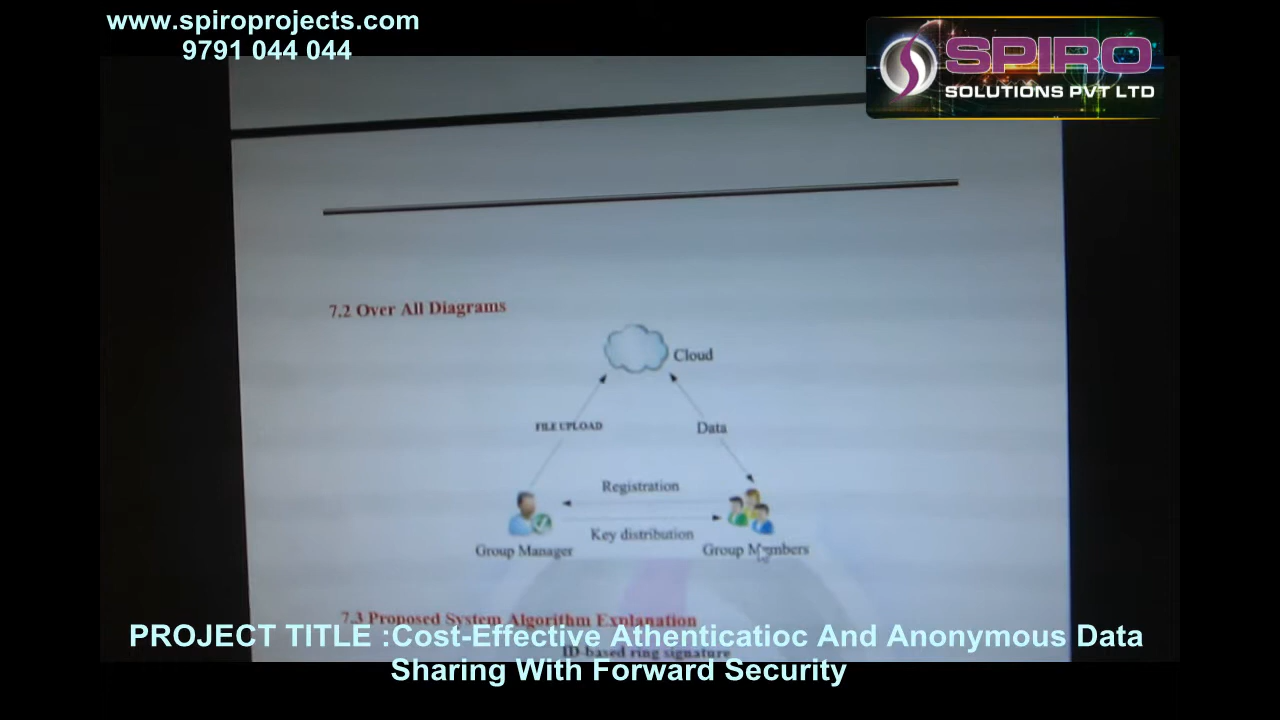 www.spiroprojects.com
9791 044 044
SPIRO
SOLUTIONS PVT LTD
7.2 Over All Diagrams
Cloud
FILE UPLOAD
Data
Registration
Key distribution
Group Manager
Group Members
7.3 Proposed System Algorithm Explanation
PROJECT TITLE :Cost-Effective Athenticatioc And Anonymous Data
ID-based ring signature
Sharing With Forward Security